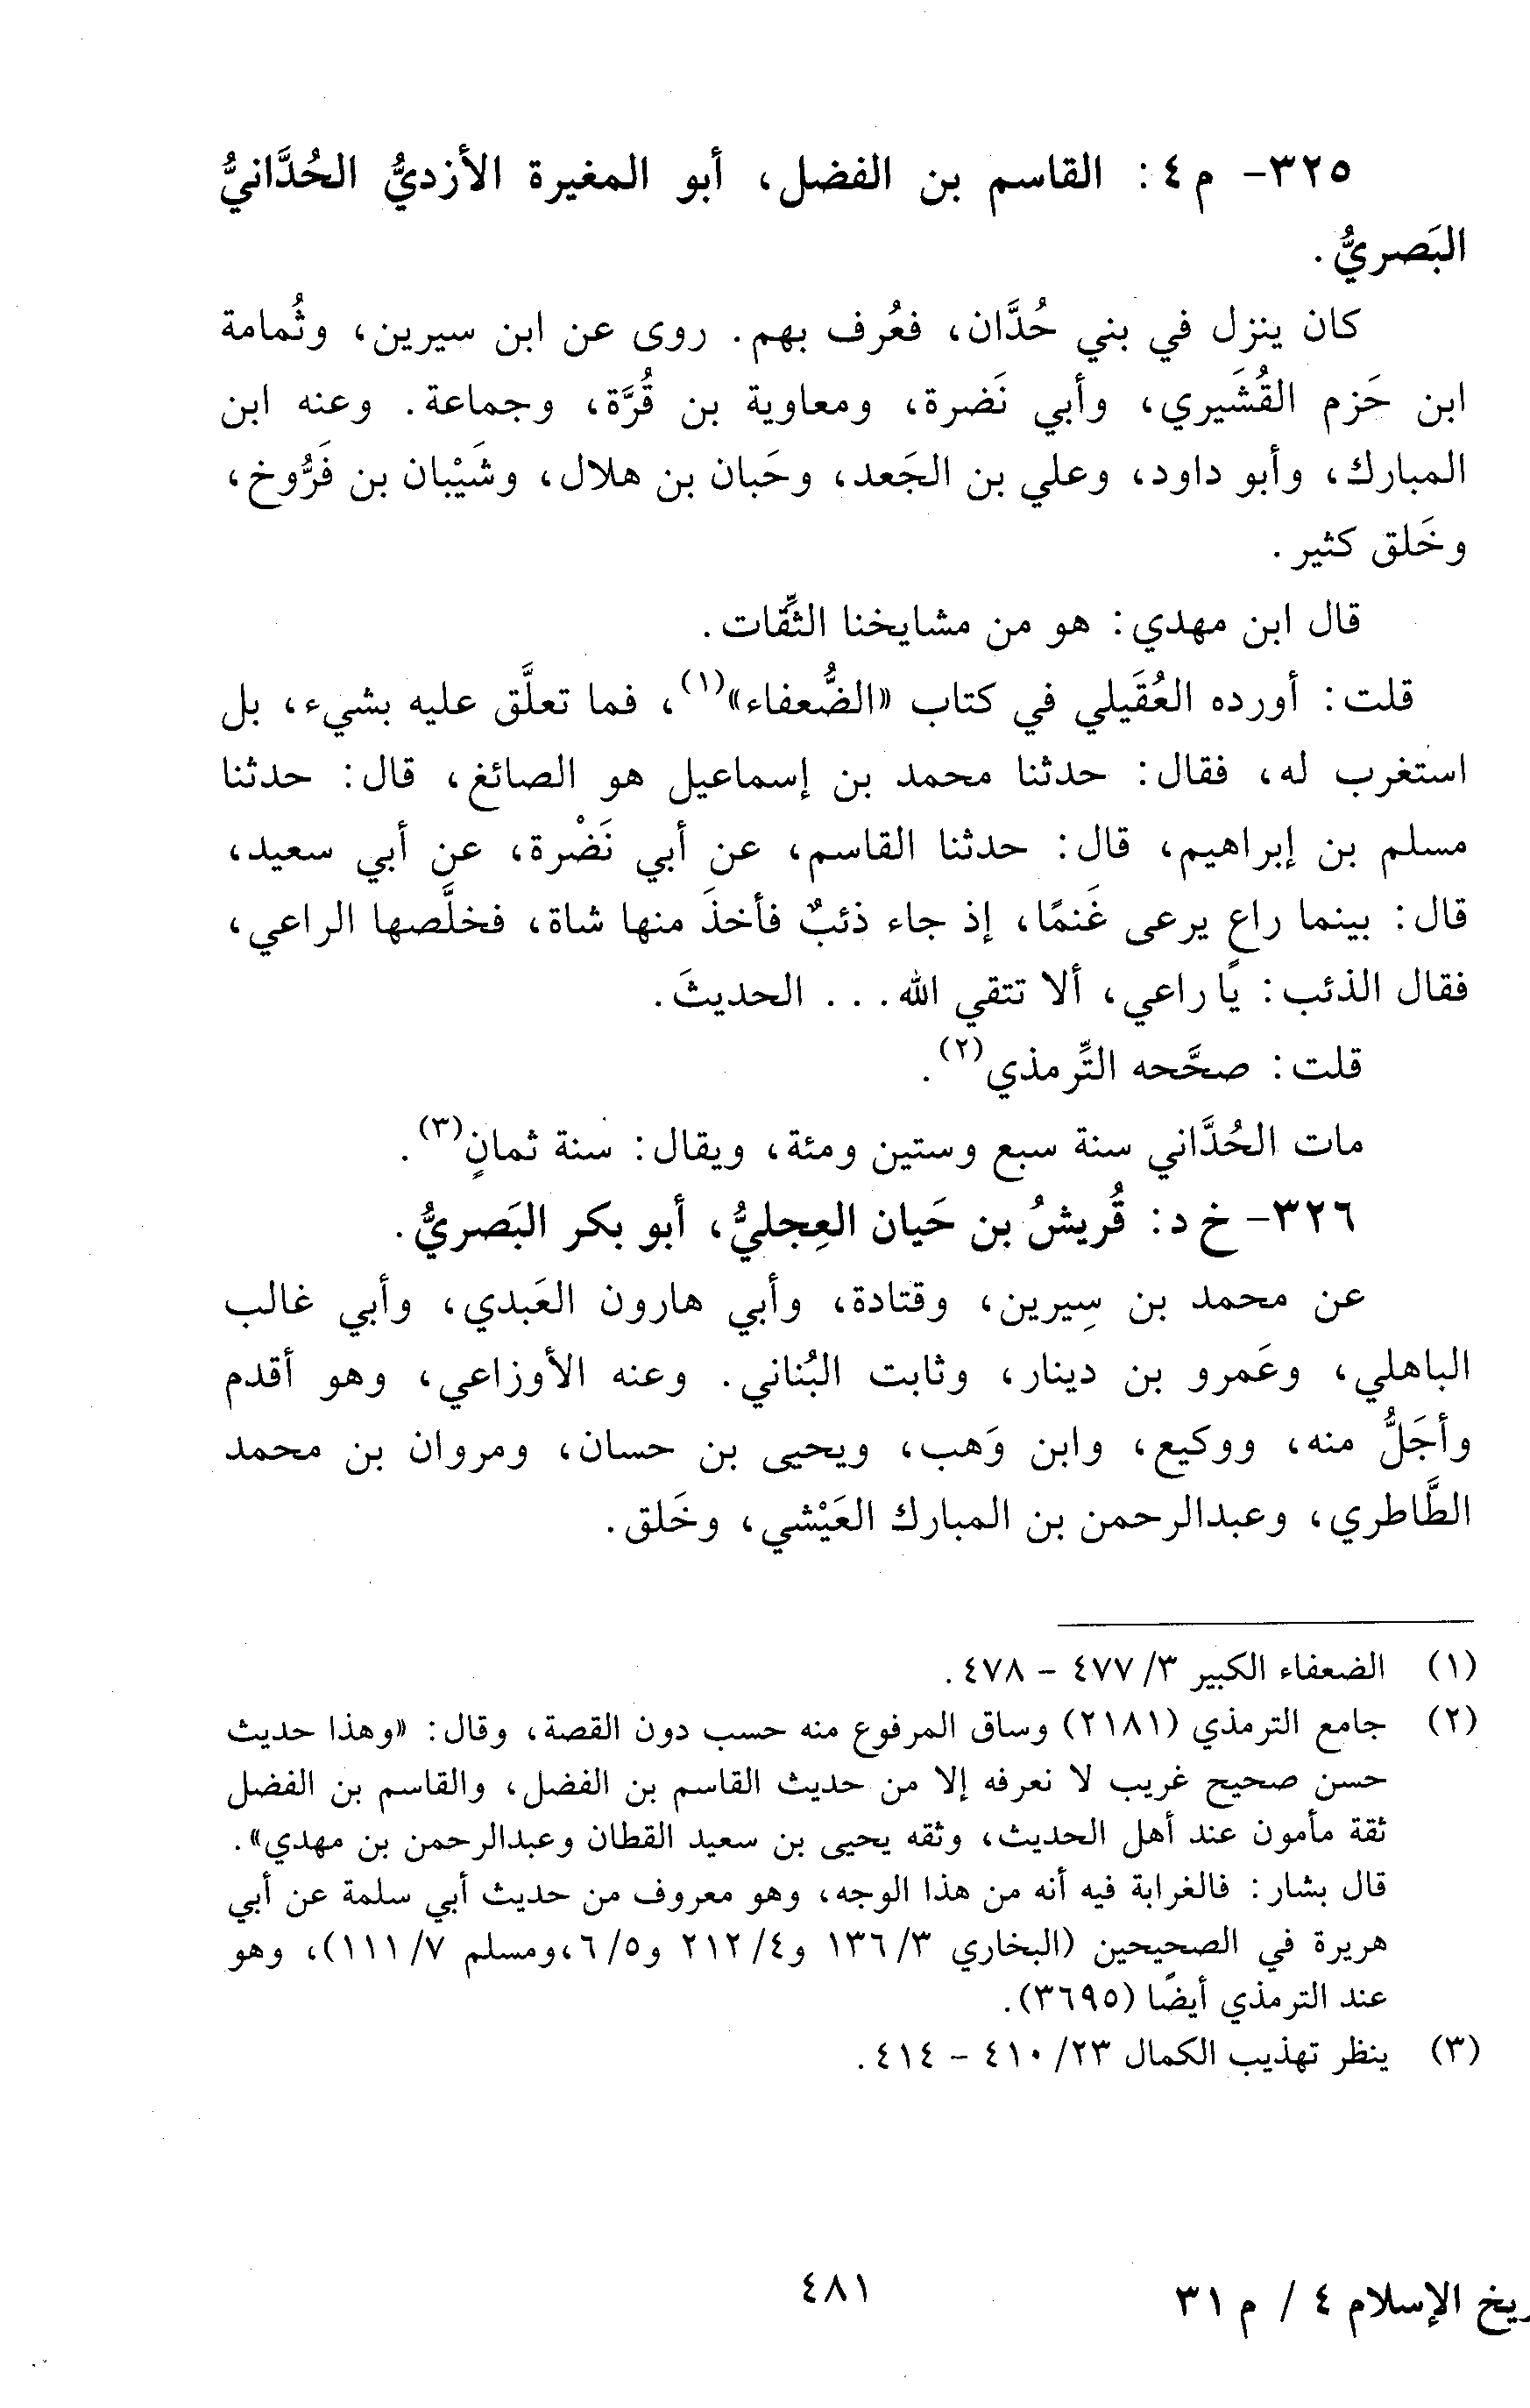 ٣٢٥- م ٤: القاسم بن الفضل، أبو المغيرة الأزديُّ الحُدَّانيُّ
البَصريُّ.
كان ينزل في بني حُدَّان، فعُرف بهم. روى عن ابن سيرين، وثُمامة
ابن حَزم القُشَيري، وأبي نَضرة، ومعاوية بن قُرَّة، وجماعة. وعنه ابن
المبارك، وأبو داود، وعلي بن الجَعد، وحَبان بن هلال، وشَيْبان بن فَرُّوخ،
وخَلق كثير.
قال ابن مهدي: هو من مشايخنا الثِّقات.
قلت: أورده العُقَيلي في كتاب «الضُّعفاء»(١)، فما تعلَّق عليه بشيء، بل
استغرب له، فقال: حدثنا محمد بن إسماعيل هو الصائغ، قال: حدثنا
مسلم بن إبراهيم، قال: حدثنا القاسم، عن أبي نَضْرة، عن أبي سعيد،
قال: بينما راعٍ يرعى غَنمًا، إذ جاء ذئبٌ فأخذَ منها شاة، فخلَّصها الراعي،
فقال الذئب: يا راعي، ألا تتقي الله... الحديثَ.
قلت: صحَّحه التِّرمذي(٢).
مات الحُدَّاني سنة سبع وستين ومئة، ويقال: سنة ثمانٍ(٣).
٣٢٦- خ د: قُريشُ بن حَيان العِجليُّ، أبو بكر البَصريُّ.
عن محمد بن سِيرين، وقتادة، وأبي هارون العَبدي، وأبي غالب
الباهلي، وعَمرو بن دينار، وثابت البُناني. وعنه الأوزاعي، وهو أقدم
وأجَلُّ منه، ووكيع، وابن وَهب، ويحيى بن حسان، ومروان بن محمد
الطَّاطري، وعبدالرحمن بن المبارك العَيْشي، وخَلق.
(١) الضعفاء الكبير ٣/ ٤٧٧ - ٤٧٨.
(٢) جامع الترمذي (٢١٨١) وساق المرفوع منه حسب دون القصة، وقال: «وهذا حديث
حسن صحيح غريب لا نعرفه إلا من حديث القاسم بن الفضل، والقاسم بن الفضل
ثقة مأمون عند أهل الحديث، وثقه يحيى بن سعيد القطان وعبدالرحمن بن مهدي».
قال بشار: فالغرابة فيه أنه من هذا الوجه، وهو معروف من حديث أبي سلمة عن أبي
هريرة في الصحيحين (البخاري ٣/ ١٣٦ و٤/ ٢١٢ و٥/ ٦،ومسلم ٧/ ١١١)، وهو
عند الترمذي أيضًا (٣٦٩٥).
(٣) ينظر تهذيب الكمال ٢٣/ ٤١٠ - ٤١٤.
ريخ الإسلام ٤ / م ٣١
٤٨١